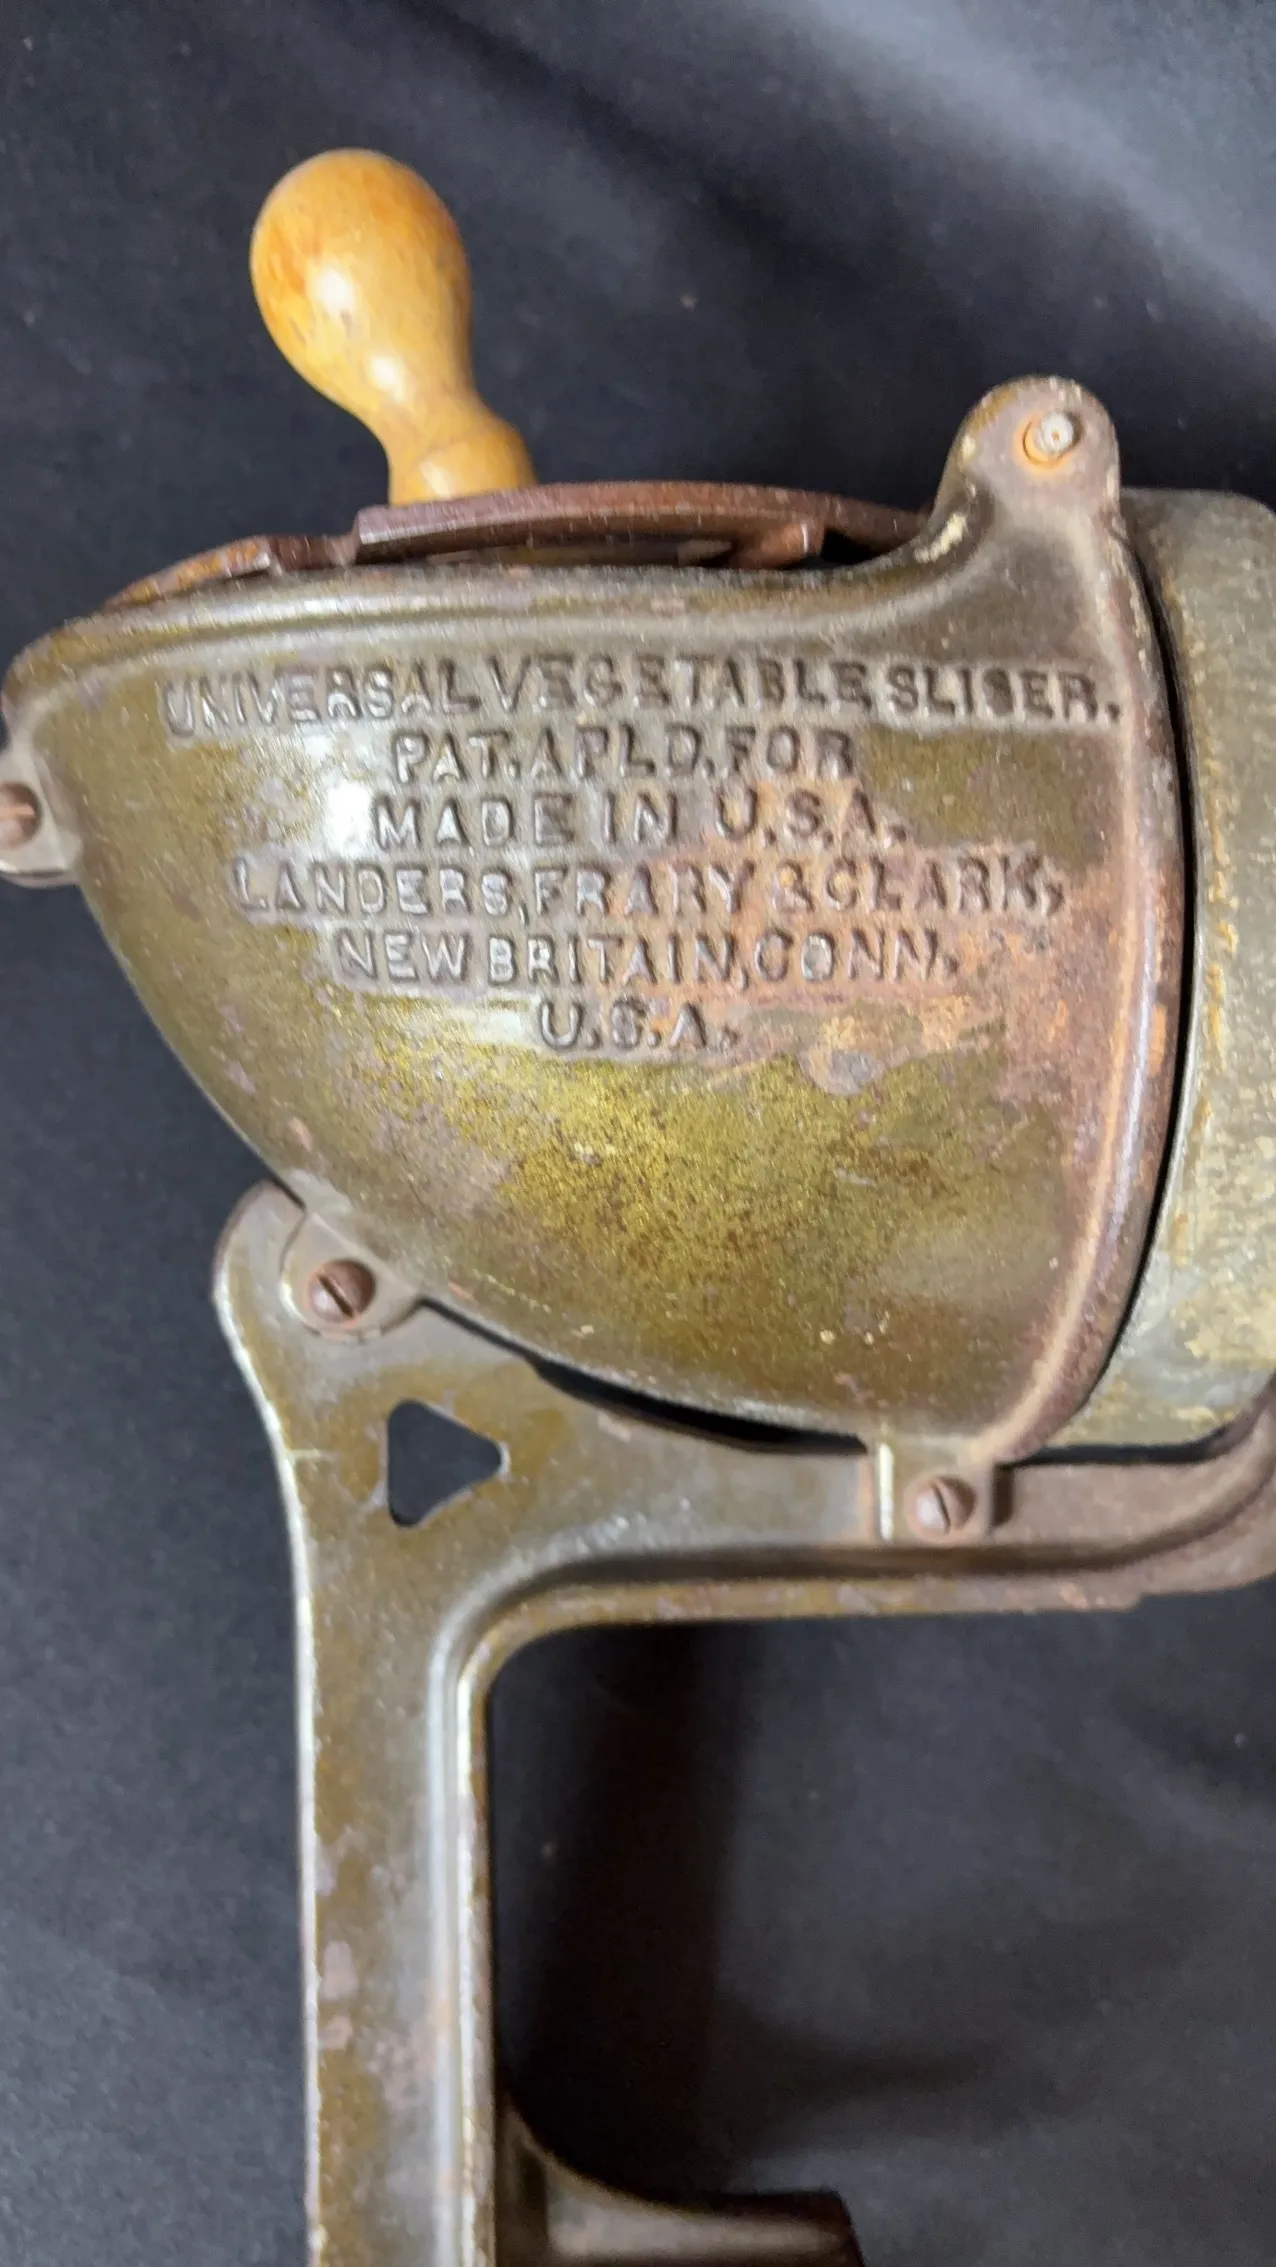 UNIVERSAL VEGETABLE SLISER.
PAT. APLD. FOR
MADE IN U.S.A.
LANDERS, FRARY & CLARK,
NEW BRITAIN, CONN.
U.S.A.